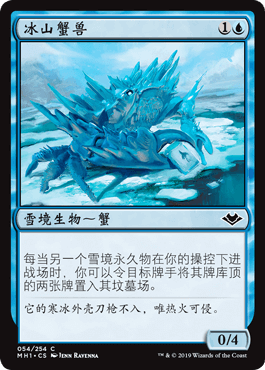 冰山蟹兽 1
雪境生物～蟹
每当另一个雪境永久物在你的操控下进
战场时，你可以令目标牌手将其牌库顶
的两张牌置入其坟墓场。
它的寒冰外壳刀枪不入，唯热火可侵。
0/4
054/254 C
MH1 • CS JENN RAVENNA
™ & © 2019 Wizards of the Coast